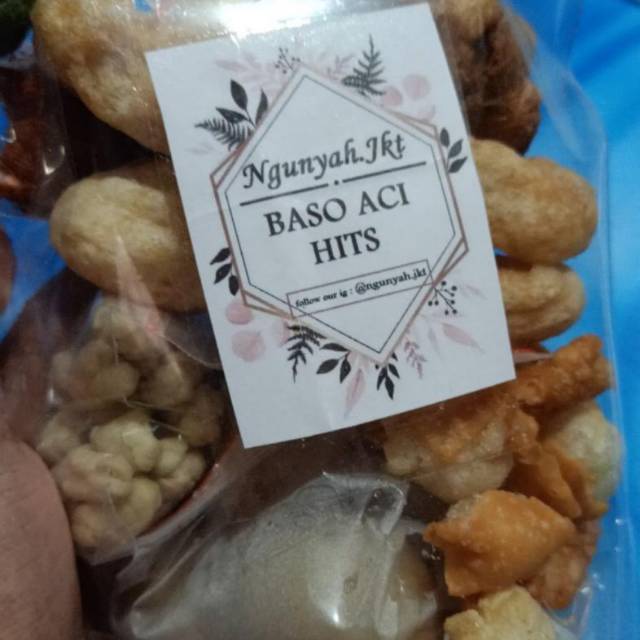 Ngunyah.Jkt
BASO ACI
HITS
follow our ig : @ngunyah.jkt